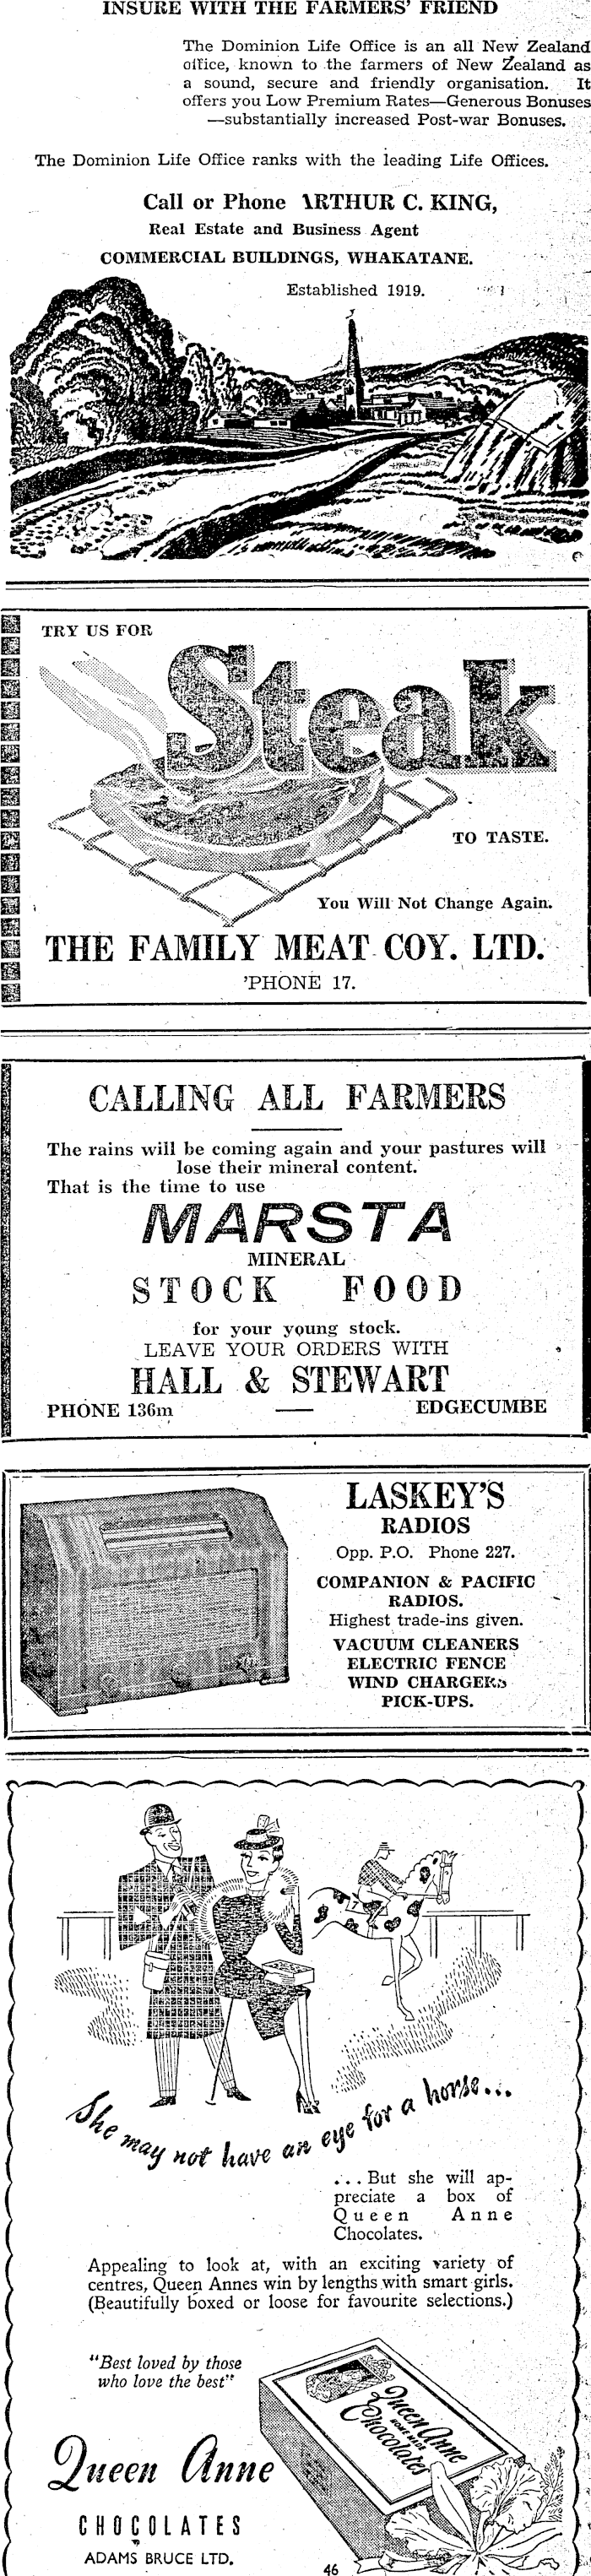 INSURE WITH THE FARMERS' FRIEND
The Dominion Life Office is an all New Zealand
office, known to the farmers of New Zealand as
a sound, secure and friendly organisation. It
offers you Low Premium Rates—Generous Bonuses
—substantially increased Post-war Bonuses.
The Dominion Life Office ranks with the leading Life Offices.
Call or Phone ARTHUR C. KING,
Real Estate and Business Agent
COMMERCIAL BUILDINGS, WHAKATANE.
Established 1919.
TRY US FOR
Steak
TO TASTE.
You Will Not Change Again.
THE FAMILY MEAT COY. LTD.
'PHONE 17.
CALLING ALL FARMERS
The rains will be coming again and your pastures will
lose their mineral content.
That is the time to use
MARSTA
MINERAL
STOCK FOOD
for your young stock.
LEAVE YOUR ORDERS WITH
HALL & STEWART
PHONE 136m — EDGECUMBE
LASKEY'S
RADIOS
Opp. P.O. Phone 227.
COMPANION & PACIFIC
RADIOS.
Highest trade-ins given.
VACUUM CLEANERS
ELECTRIC FENCE
WIND CHARGERS
PICK-UPS.
7
She may not have an eye for a horse...
... But she will ap-
preciate a box of
Queen Anne
Chocolates.
Appealing to look at, with an exciting variety of
centres, Queen Annes win by lengths with smart girls.
(Beautifully boxed or loose for favourite selections.)
"Best loved by those
who love the best"
Queen Anne
Chocolates
Queen Anne
CHOCOLATES
ADAMS BRUCE LTD.
46